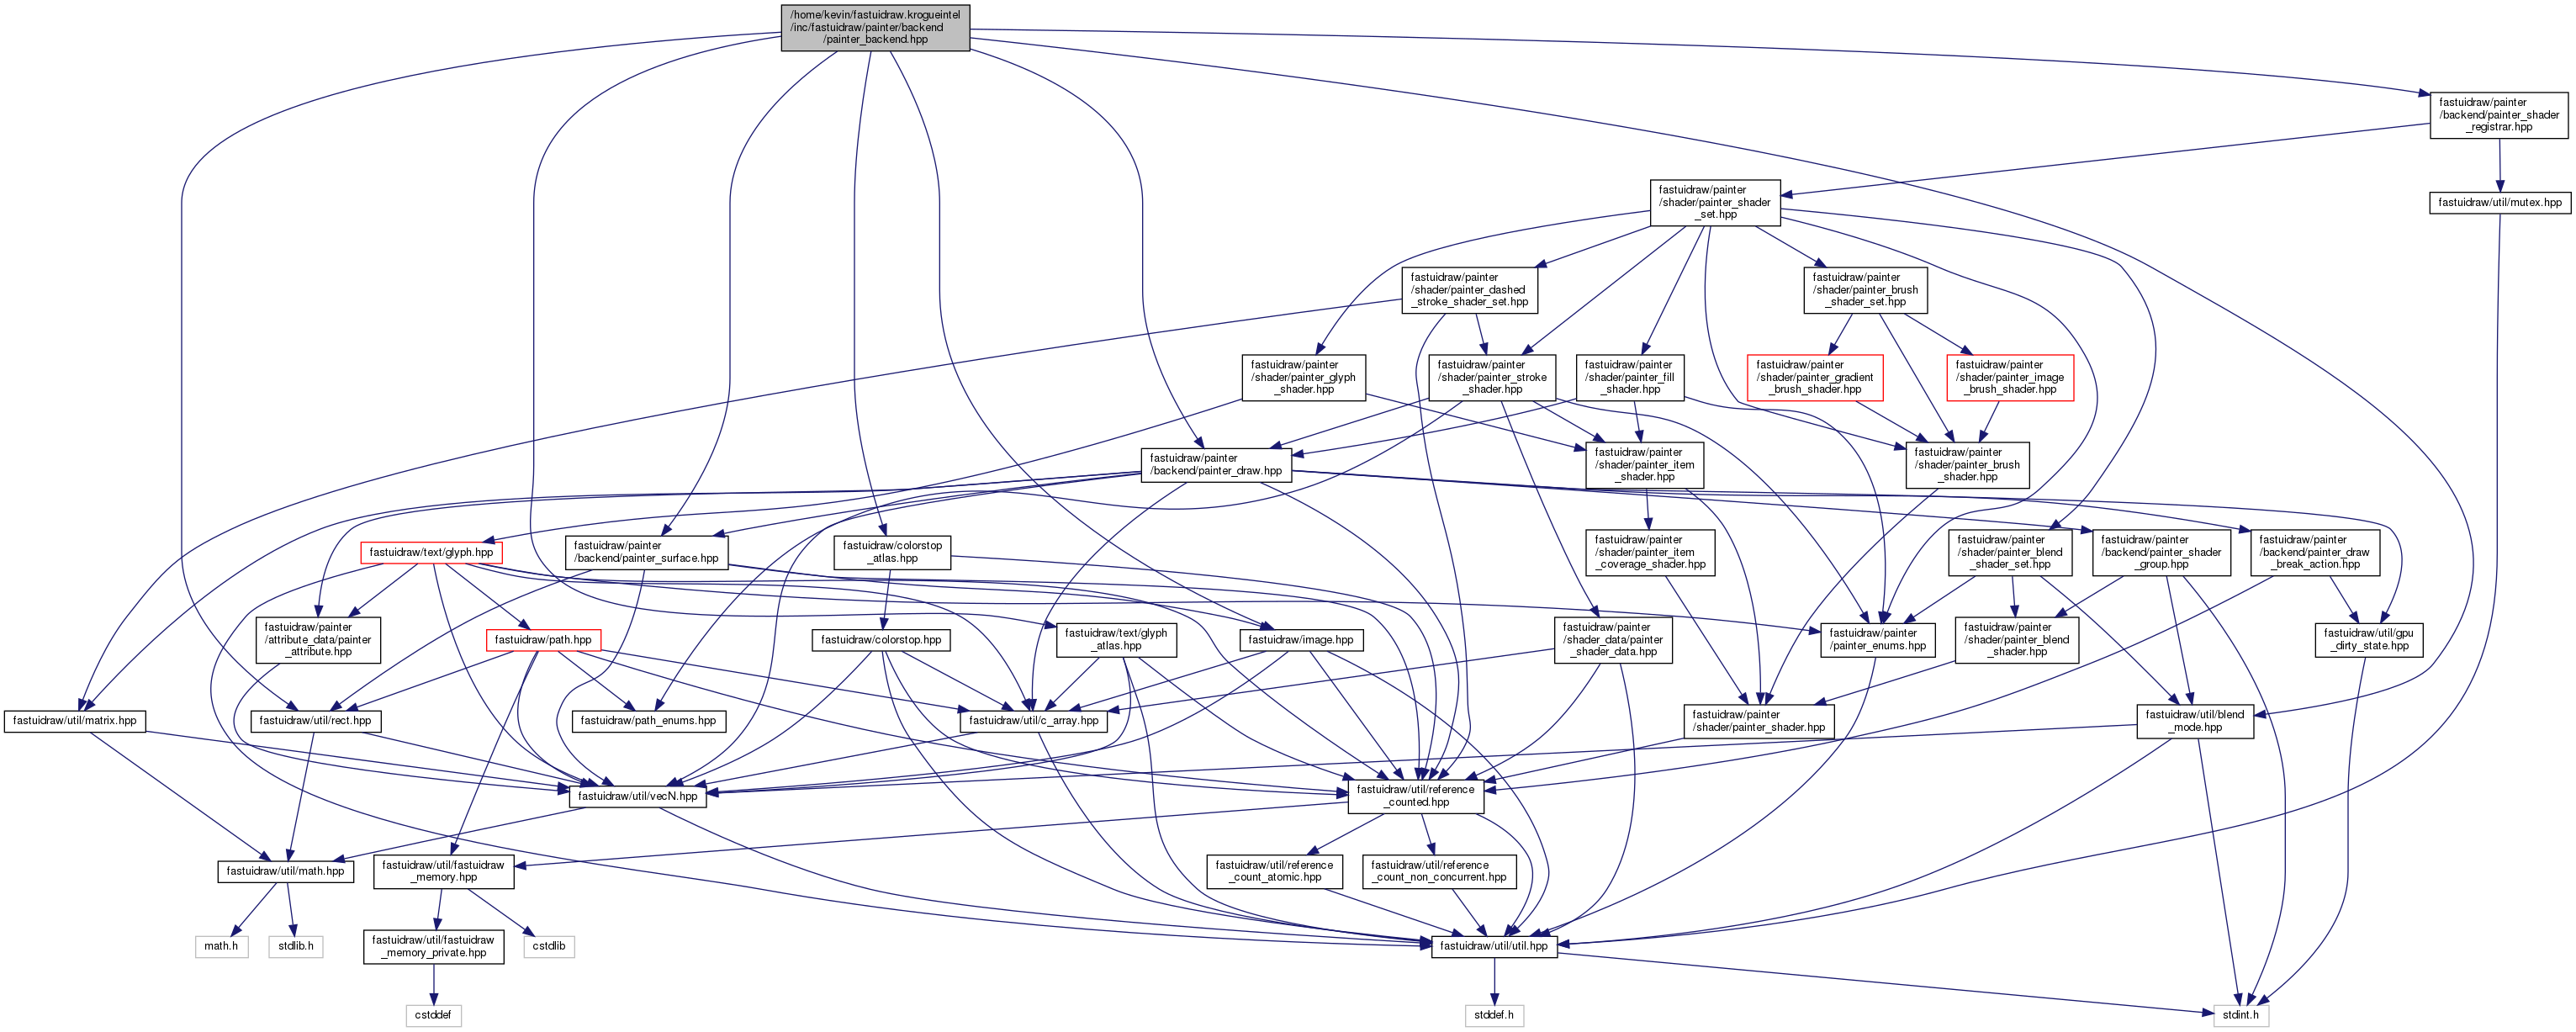 /home/kevin/fastuidraw.krogueintel
/inc/fastuidraw/painter/backend
/painter_backend.hpp
fastuidraw/painter
/backend/painter_shader
_registrar.hpp
fastuidraw/painter
/shader/painter_shader
_set.hpp
fastuidraw/util/mutex.hpp
fastuidraw/painter
/shader/painter_dashed
_stroke_shader_set.hpp
fastuidraw/painter
/shader/painter_brush
_shader_set.hpp
fastuidraw/painter
/shader/painter_glyph
_shader.hpp
fastuidraw/painter
/shader/painter_stroke
_shader.hpp
fastuidraw/painter
/shader/painter_fill
_shader.hpp
fastuidraw/painter
/shader/painter_gradient
_brush_shader.hpp
fastuidraw/painter
/shader/painter_image
_brush_shader.hpp
fastuidraw/painter
/backend/painter_draw.hpp
fastuidraw/painter
/shader/painter_item
_shader.hpp
fastuidraw/painter
/shader/painter_brush
_shader.hpp
fastuidraw/text/glyph.hpp
fastuidraw/painter
/backend/painter_surface.hpp
fastuidraw/colorstop
_atlas.hpp
fastuidraw/painter
/shader/painter_item
_coverage_shader.hpp
fastuidraw/painter
/shader/painter_blend
_shader_set.hpp
fastuidraw/painter
/backend/painter_shader
_group.hpp
fastuidraw/painter
/backend/painter_draw
_break_action.hpp
fastuidraw/painter
/attribute_data/painter
_attribute.hpp
fastuidraw/path.hpp
fastuidraw/colorstop.hpp
fastuidraw/text/glyph
_atlas.hpp
fastuidraw/image.hpp
fastuidraw/painter
/shader_data/painter
_shader_data.hpp
fastuidraw/painter
/painter_enums.hpp
fastuidraw/painter
/shader/painter_blend
_shader.hpp
fastuidraw/util/gpu
_dirty_state.hpp
fastuidraw/util/matrix.hpp
fastuidraw/util/rect.hpp
fastuidraw/path_enums.hpp
fastuidraw/util/c_array.hpp
fastuidraw/painter
/shader/painter_shader.hpp
fastuidraw/util/blend
_mode.hpp
fastuidraw/util/vecN.hpp
fastuidraw/util/reference
_counted.hpp
fastuidraw/util/math.hpp
fastuidraw/util/fastuidraw
_memory.hpp
fastuidraw/util/reference
_count_atomic.hpp
fastuidraw/util/reference
_count_non_concurrent.hpp
math.h
stdlib.h
fastuidraw/util/fastuidraw
_memory_private.hpp
cstdlib
fastuidraw/util/util.hpp
cstddef
stddef.h
stdint.h